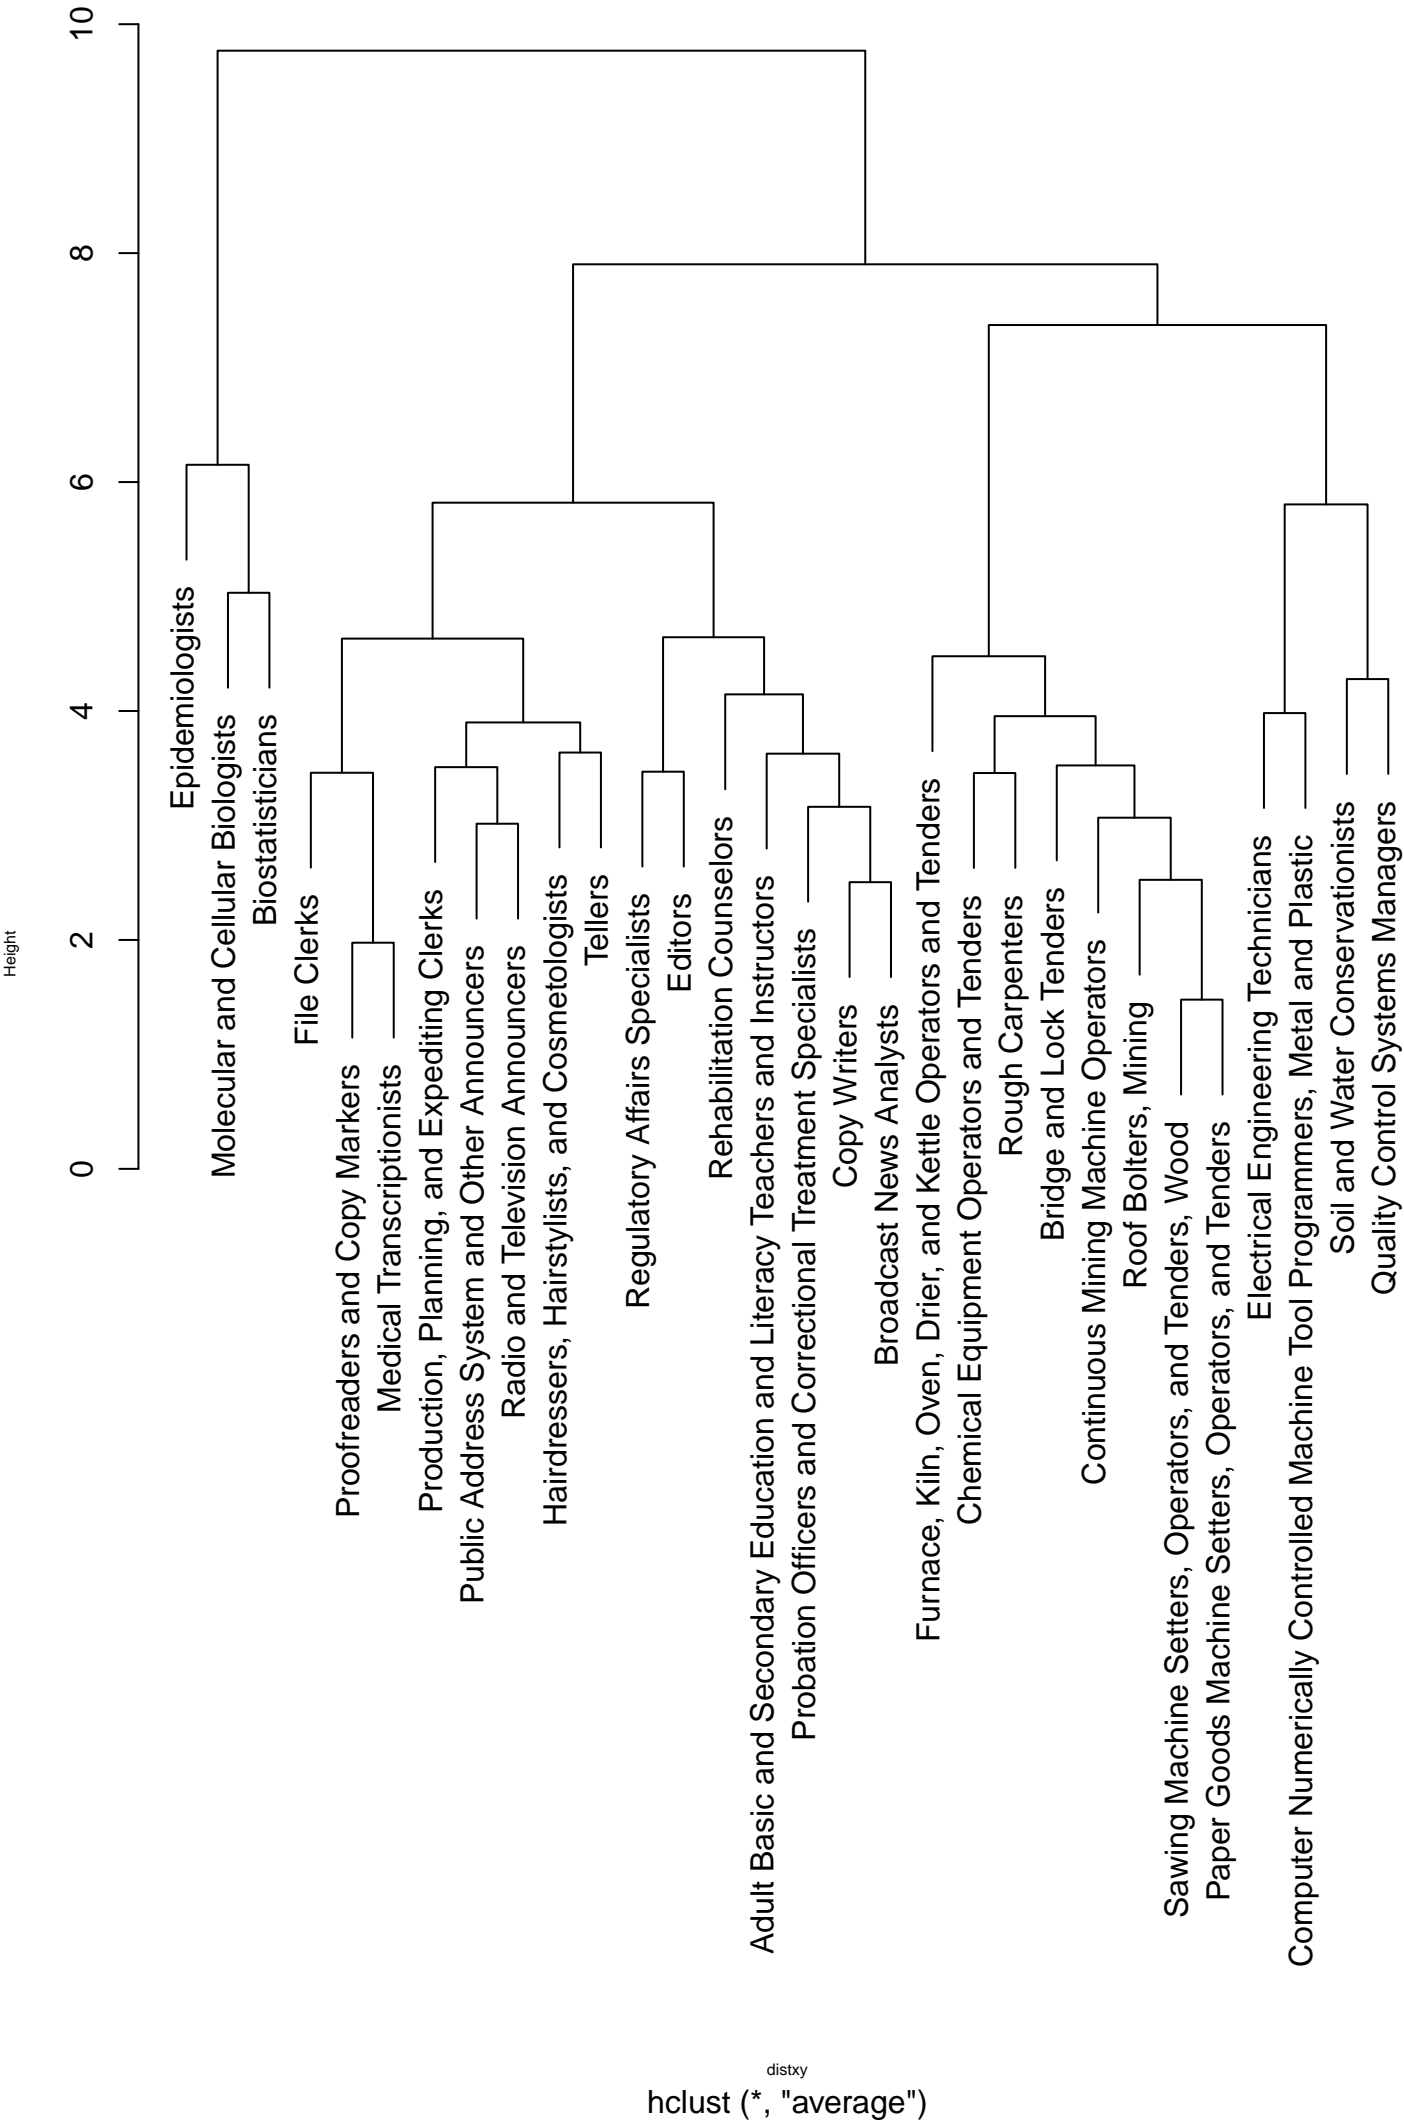 Height
0
2
4
6
8
10
Epidemiologists
Molecular and Cellular Biologists
Biostatisticians
File Clerks
Proofreaders and Copy Markers
Medical Transcriptionists
Production, Planning, and Expediting Clerks
Public Address System and Other Announcers
Radio and Television Announcers
Hairdressers, Hairstylists, and Cosmetologists
Tellers
Regulatory Affairs Specialists
Editors
Rehabilitation Counselors
Adult Basic and Secondary Education and Literacy Teachers and Instructors
Probation Officers and Correctional Treatment Specialists
Copy Writers
Broadcast News Analysts
Furnace, Kiln, Oven, Drier, and Kettle Operators and Tenders
Chemical Equipment Operators and Tenders
Rough Carpenters
Bridge and Lock Tenders
Continuous Mining Machine Operators
Roof Bolters, Mining
Sawing Machine Setters, Operators, and Tenders, Wood
Paper Goods Machine Setters, Operators, and Tenders
Electrical Engineering Technicians
Computer Numerically Controlled Machine Tool Programmers, Metal and Plastic
Soil and Water Conservationists
Quality Control Systems Managers
distxy
hclust (*, "average")